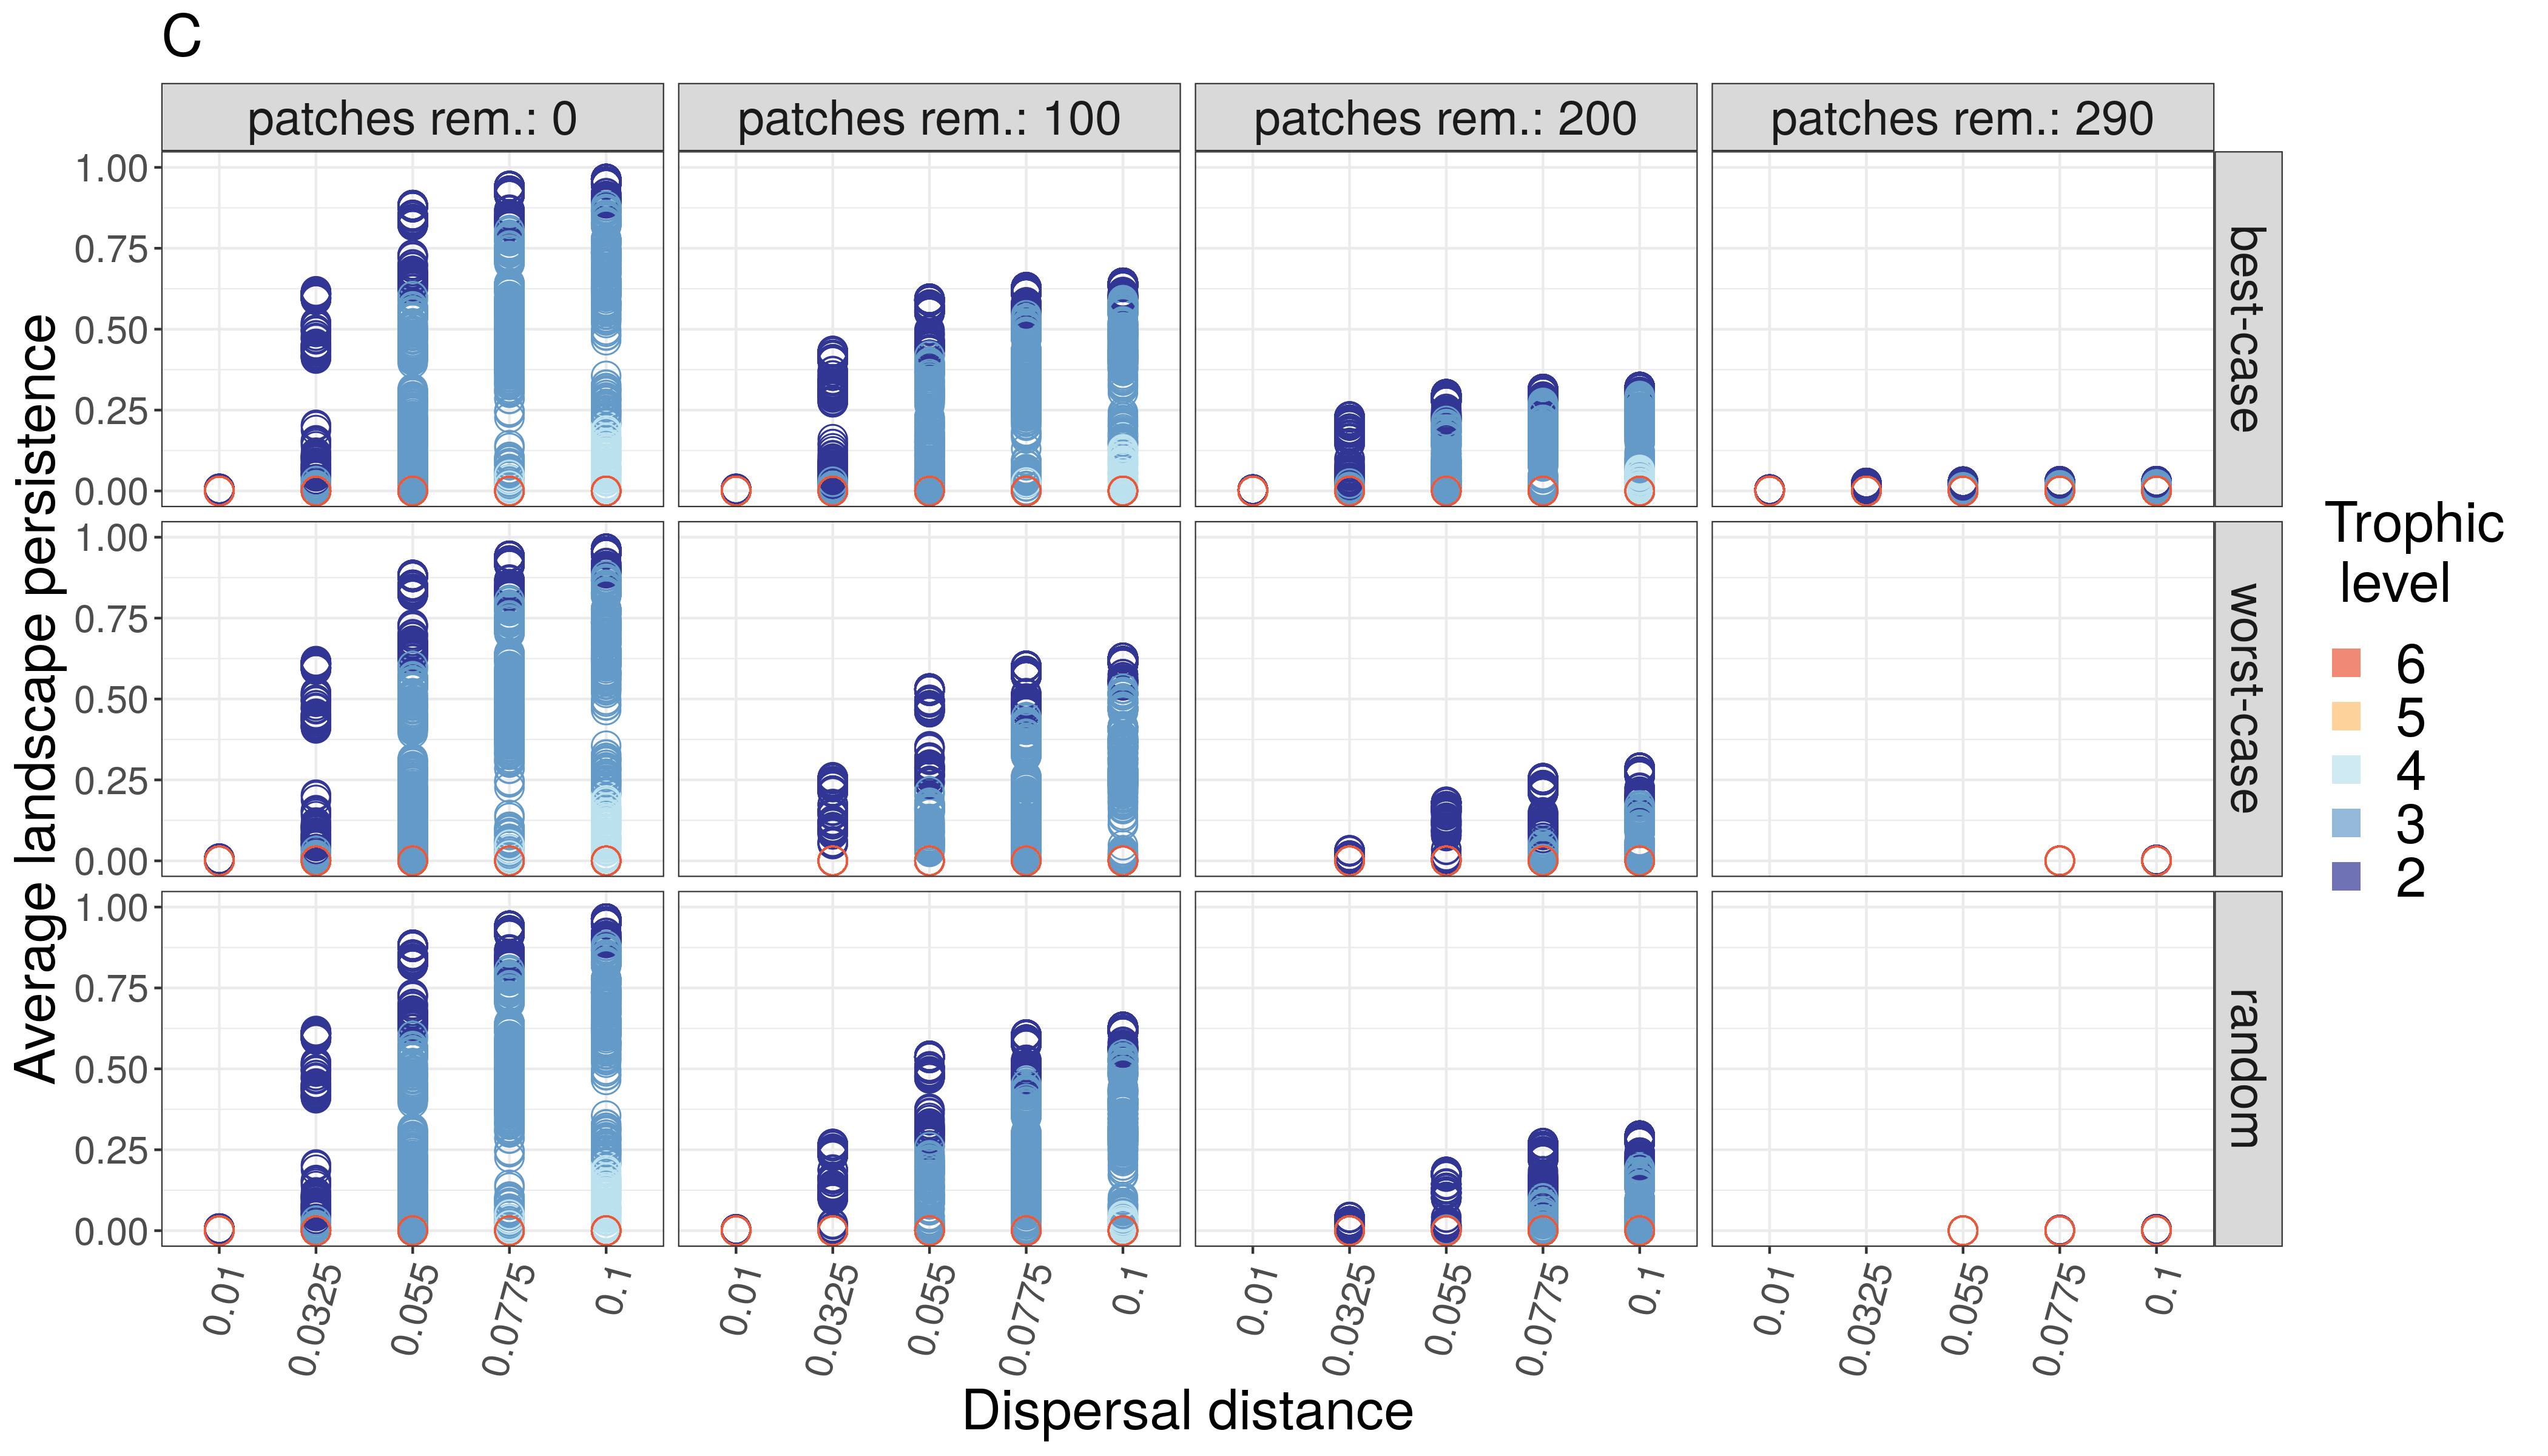 C
patches rem.: 0
patches rem.: 100
patches rem.: 200
patches rem.: 290
Average landscape persistence
1.00
0.75
0.50
0.25
0.00
best-case
1.00
0.75
0.50
0.25
0.00
worst-case
1.00
0.75
0.50
0.25
0.00
random
0.01 0.0325 0.055 0.0775 0.1
0.01 0.0325 0.055 0.0775 0.1
0.01 0.0325 0.055 0.0775 0.1
0.01 0.0325 0.055 0.0775 0.1
Dispersal distance
Trophic
level
6
5
4
3
2